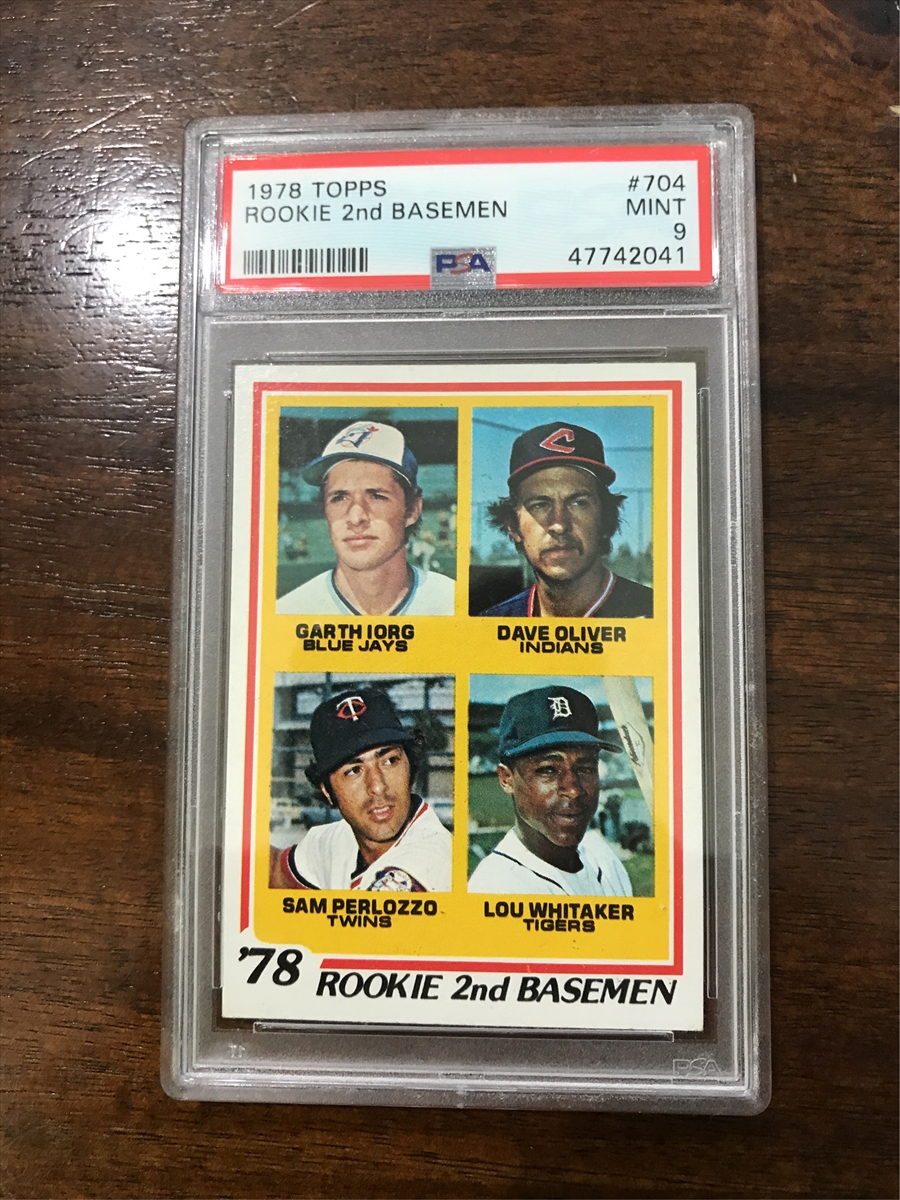 1978 TOPPS #704
ROOKIE 2nd BASEMEN MINT
9
PSA 47742041
GARTH IORG DAVE OLIVER
BLUE JAYS INDIANS
SAM PERLOZZO LOU WHITAKER
TWINS TIGERS
'78 ROOKIE 2nd BASEMEN
PSA